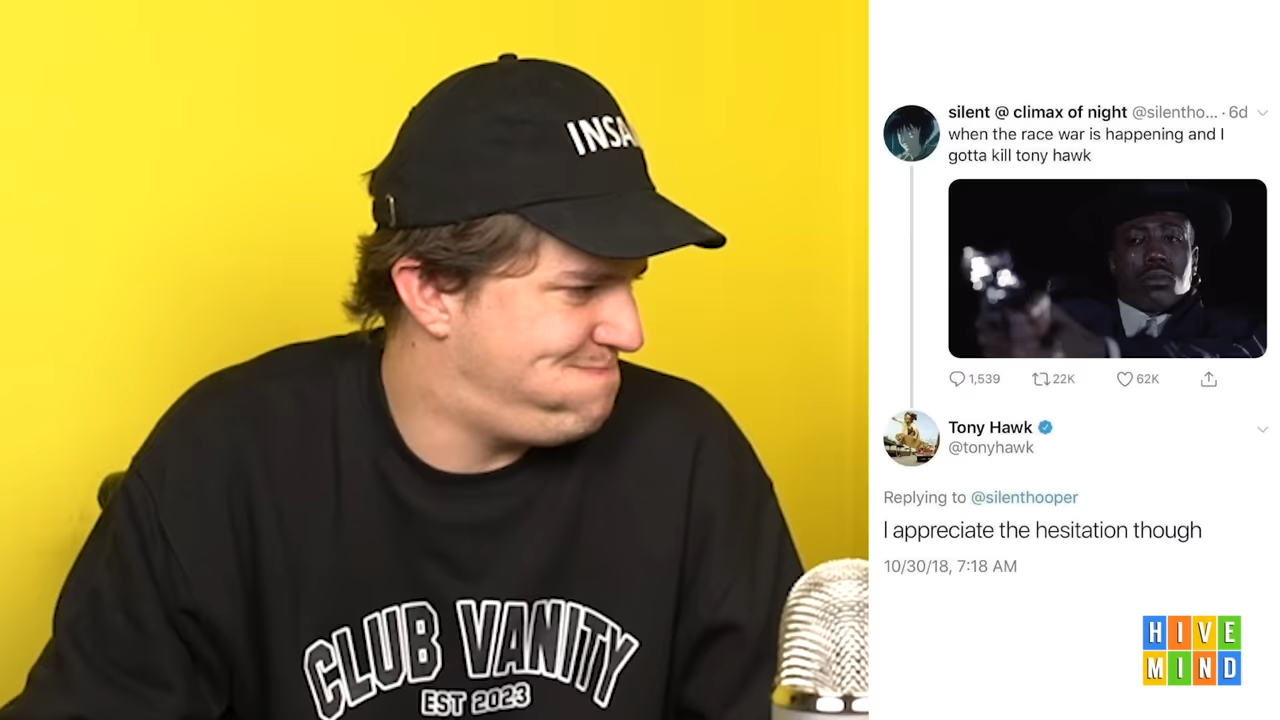 INSA
CLUB VANITY
EST 2023
silent @ climax of night @silentho... · 6d
when the race war is happening and I
gotta kill tony hawk
1,539 22K 62K
Tony Hawk
@tonyhawk
Replying to @silenthooper
I appreciate the hesitation though
10/30/18, 7:18 AM
HIVE
MIND